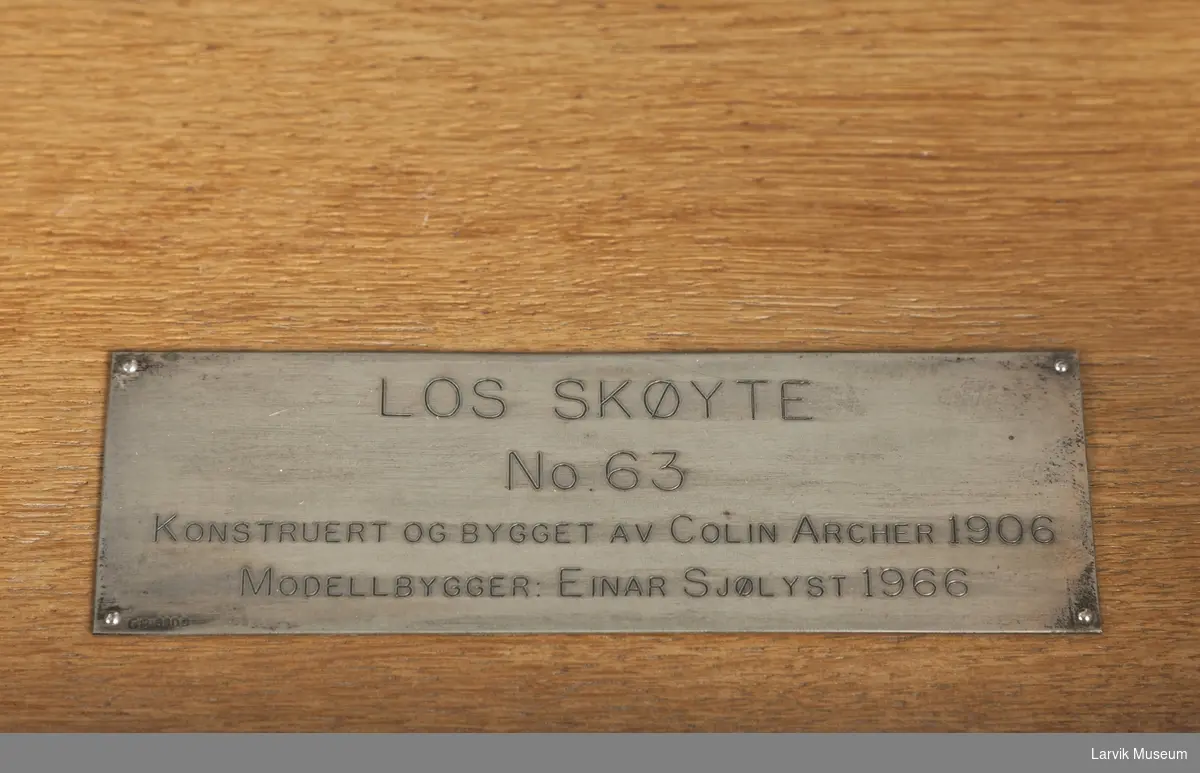 LOS SKØYTE
No. 63
KONSTRUERT OG BYGGET AV COLIN ARCHER 1906
MODELLBYGGER: EINAR SJØLYST 1966
Larvik Museum